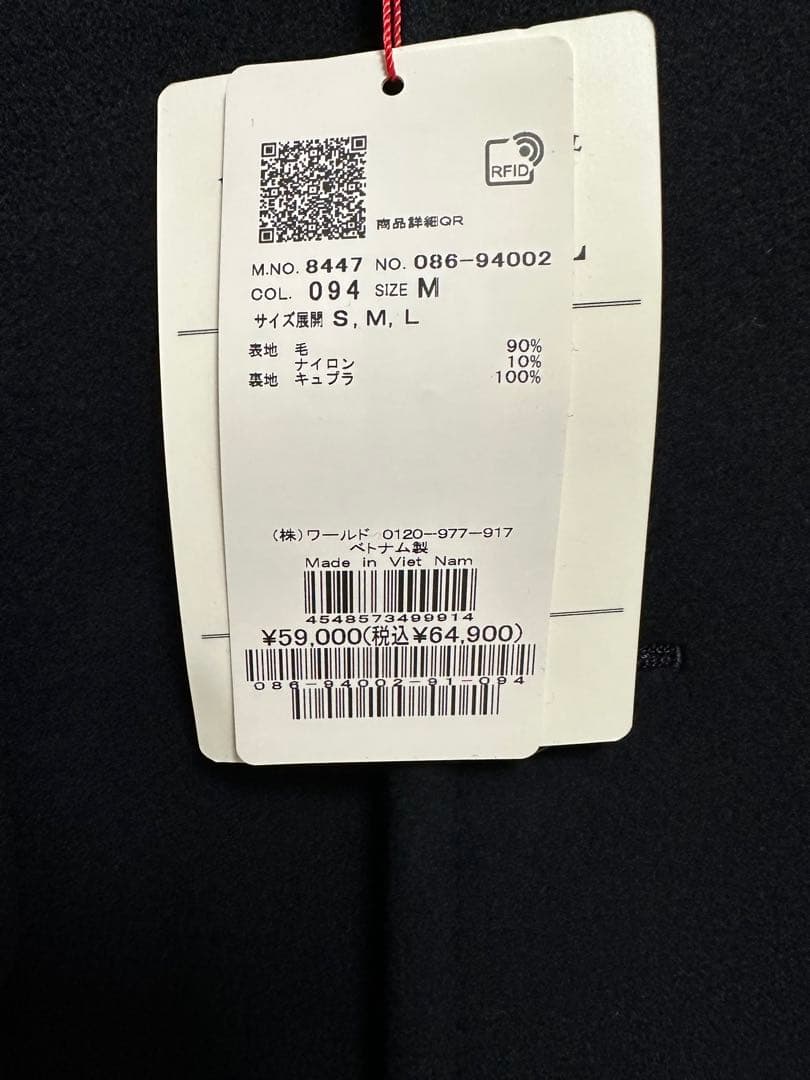 RFID
商品詳細QR
M.NO. 8447 NO. 086-94002
COL. 094 SIZE M
サイズ展開 S, M, L
表地 毛 90%
ナイロン 10%
裏地 キュプラ 100%
(株)ワールド 0120-977-917
ベトナム製
Made in Viet Nam
4548573499914
¥59,000(税込¥64,900)
086-94002-91-094